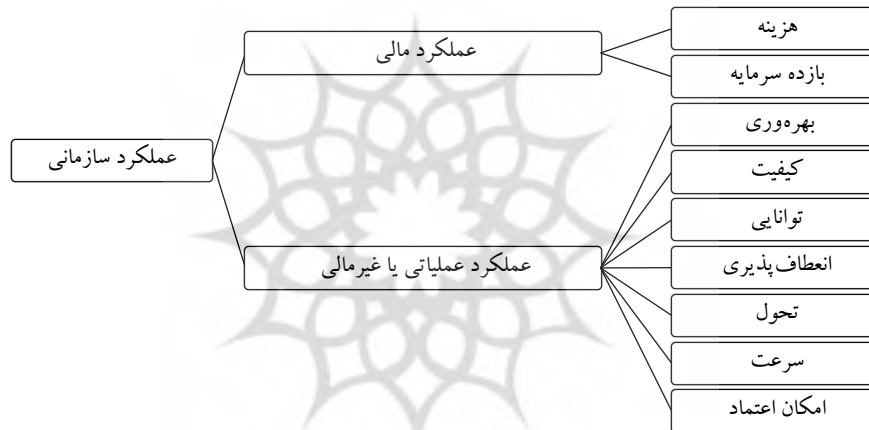 عملکرد سازمانی
عملکرد مالی
هزینه
بازده سرمایه
عملکرد عملیاتی یا غیرمالی
بهره‌وری
کیفیت
توانایی
انعطاف‌پذیری
تحول
سرعت
امکان اعتماد